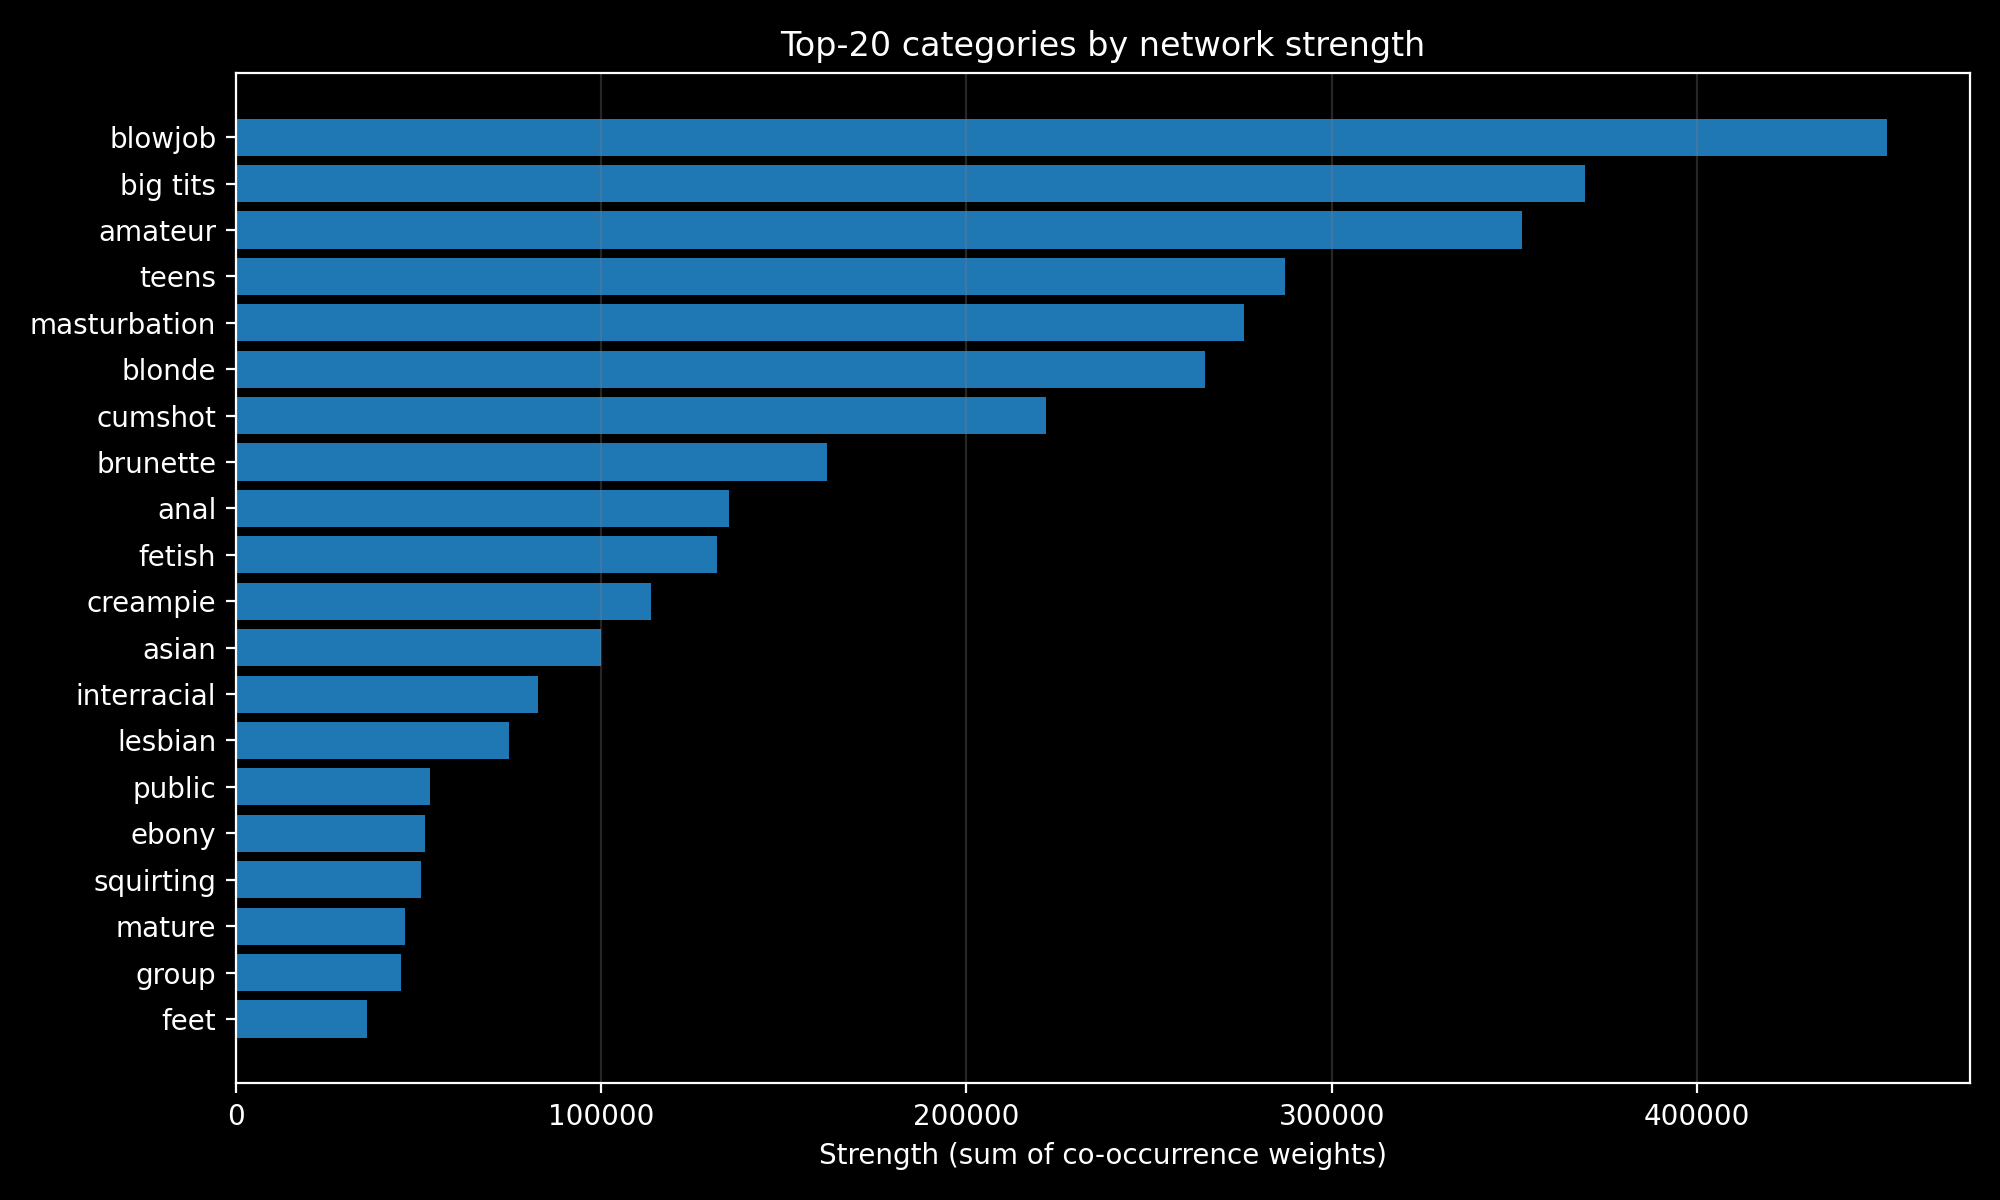 Top-20 categories by network strength
blowjob
big tits
amateur
teens
masturbation
blonde
cumshot
brunette
anal
fetish
creampie
asian
interracial
lesbian
public
ebony
squirting
mature
group
feet
0 100000 200000 300000 400000
Strength (sum of co-occurrence weights)